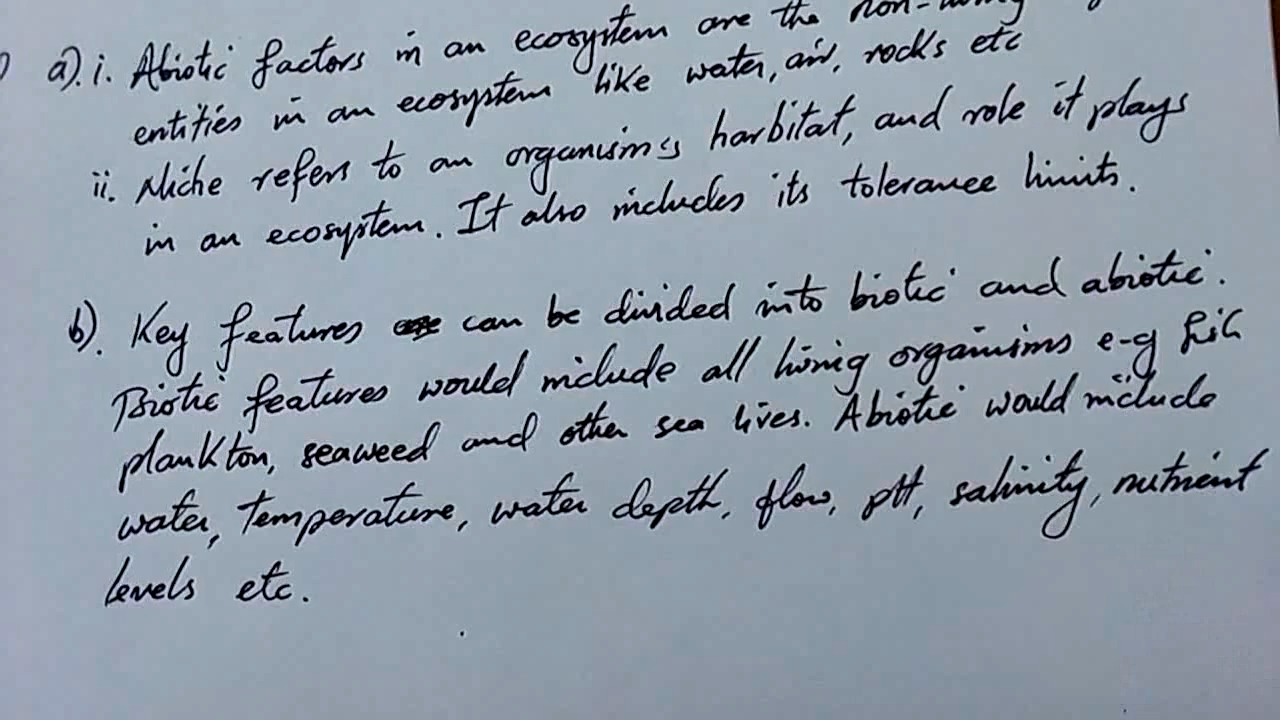 a). i. Abiotic factors in an ecosystem are the non-living
entities in an ecosystem like water, air, rocks etc
ii. Niche refers to an organism's harbitat, and role it plays
in an ecosystem. It also includes its tolerance limits.
b). Key features can be divided into biotic and abiotic.
Biotic features would include all living organisms e-g fish
plankton, seaweed and other sea lives. Abiotic would include
water, temperature, water depth, flow, pH, salinity, nutrient
levels etc.